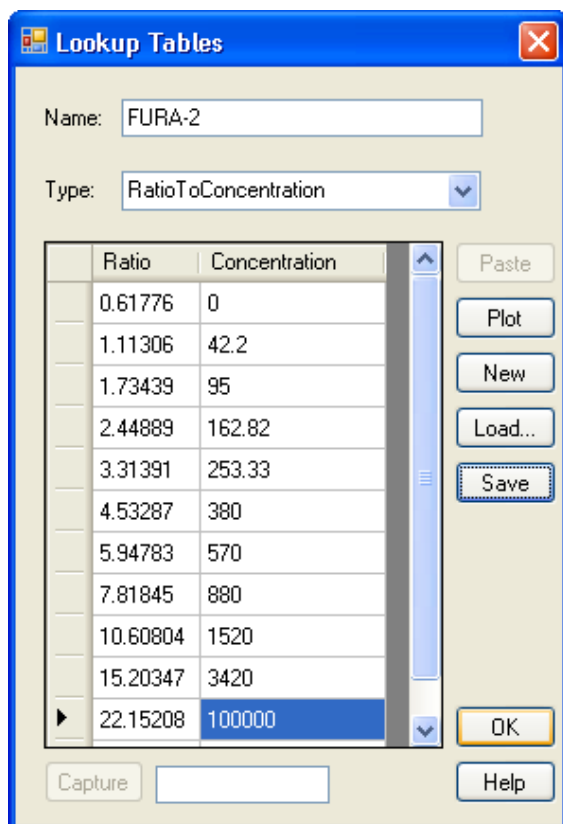 Lookup Tables
Name: FURA-2
Type: RatioToConcentration
Ratio Concentration Paste
0.61776 0
Plot
1.11306 42.2
1.73439 95 New
2.44889 162.82 Load...
3.31391 253.33
Save
4.53287 380
5.94783 570
7.81845 880
10.60804 1520
15.20347 3420
22.15208 100000 OK
Capture Help